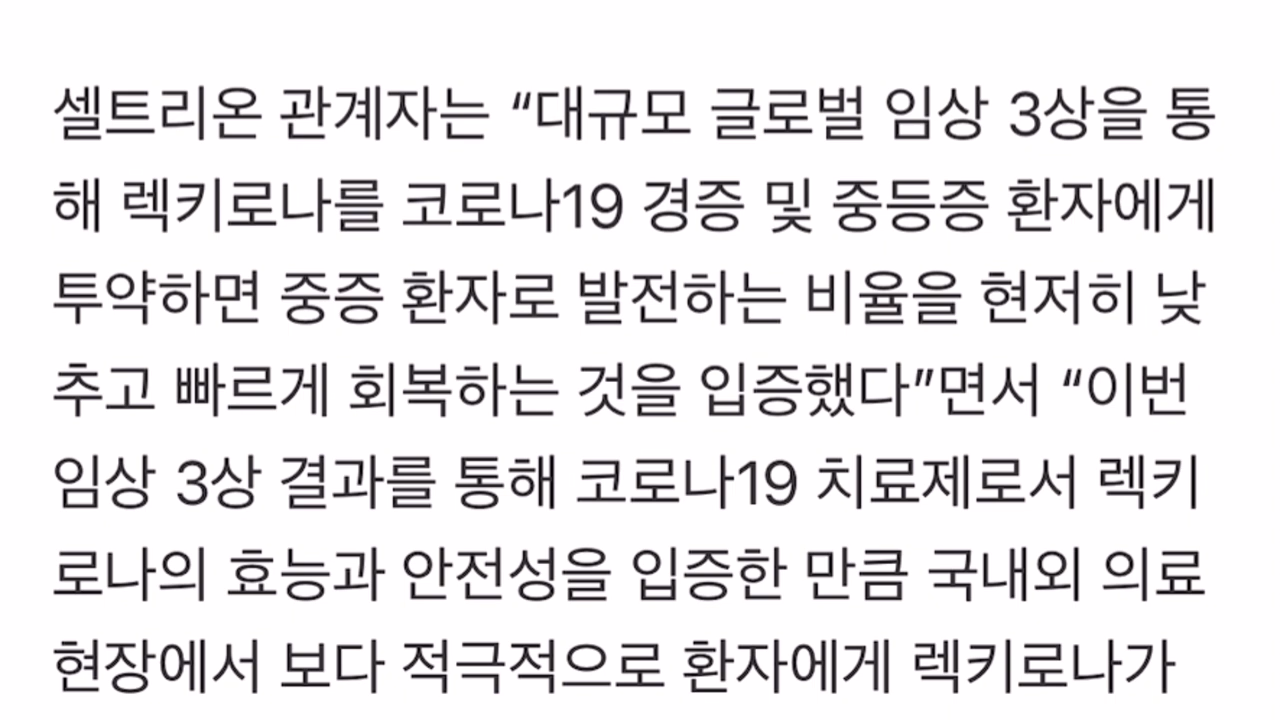 셀트리온 관계자는 “대규모 글로벌 임상 3상을 통
해 렉키로나를 코로나19 경증 및 중등증 환자에게
투약하면 중증 환자로 발전하는 비율을 현저히 낮
추고 빠르게 회복하는 것을 입증했다”면서 “이번
임상 3상 결과를 통해 코로나19 치료제로서 렉키
로나의 효능과 안전성을 입증한 만큼 국내외 의료
현장에서 보다 적극적으로 환자에게 렉키로나가